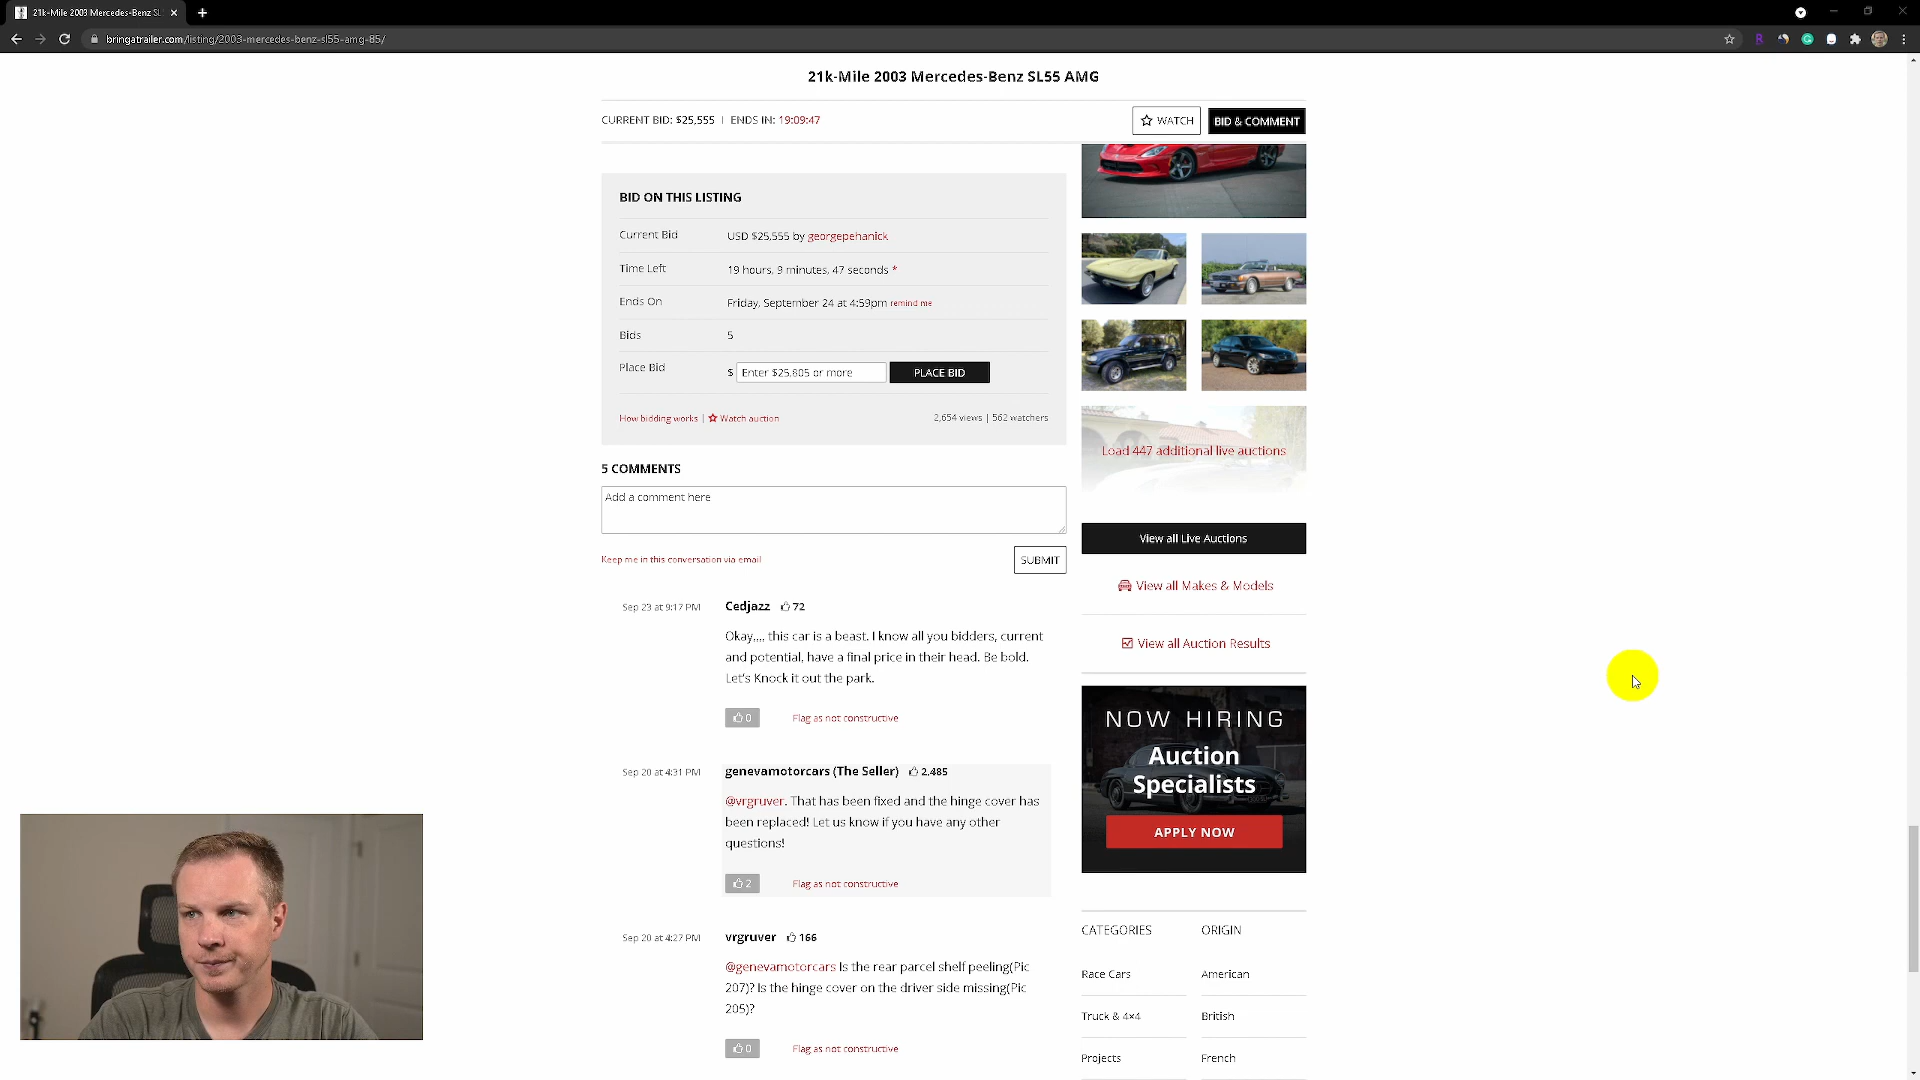 21k-Mile 2003 Mercedes-Benz SL
bringatrailer.com/listing/2003-mercedes-benz-sl55-amg-85/
21k-Mile 2003 Mercedes-Benz SL55 AMG
CURRENT BID: $25,555 | ENDS IN: 19:09:47
WATCH
BID & COMMENT
BID ON THIS LISTING
Current Bid USD $25,555 by georgepehanick
Time Left 19 hours, 9 minutes, 47 seconds *
Ends On Friday, September 24 at 4:59pm remind me
Bids 5
Place Bid $ Enter $25,805 or more PLACE BID
How bidding works | Watch auction 2,654 views | 562 watchers
5 COMMENTS
Add a comment here
Keep me in this conversation via email
SUBMIT
Sep 23 at 9:17 PM Cedjazz 72
Okay,,,, this car is a beast. I know all you bidders, current
and potential, have a final price in their head. Be bold.
Let's Knock it out the park.
0 Flag as not constructive
Sep 20 at 4:31 PM genevamotorcars (The Seller) 2,485
@vrgruver. That has been fixed and the hinge cover has
been replaced! Let us know if you have any other
questions!
2 Flag as not constructive
Sep 20 at 4:27 PM vrgruver 166
@genevamotorcars Is the rear parcel shelf peeling(Pic
207)? Is the hinge cover on the driver side missing(Pic
205)?
0 Flag as not constructive
Load 447 additional live auctions
View all Live Auctions
View all Makes & Models
View all Auction Results
NOW HIRING
Auction
Specialists
APPLY NOW
CATEGORIES ORIGIN
Race Cars American
Truck & 4x4 British
Projects French